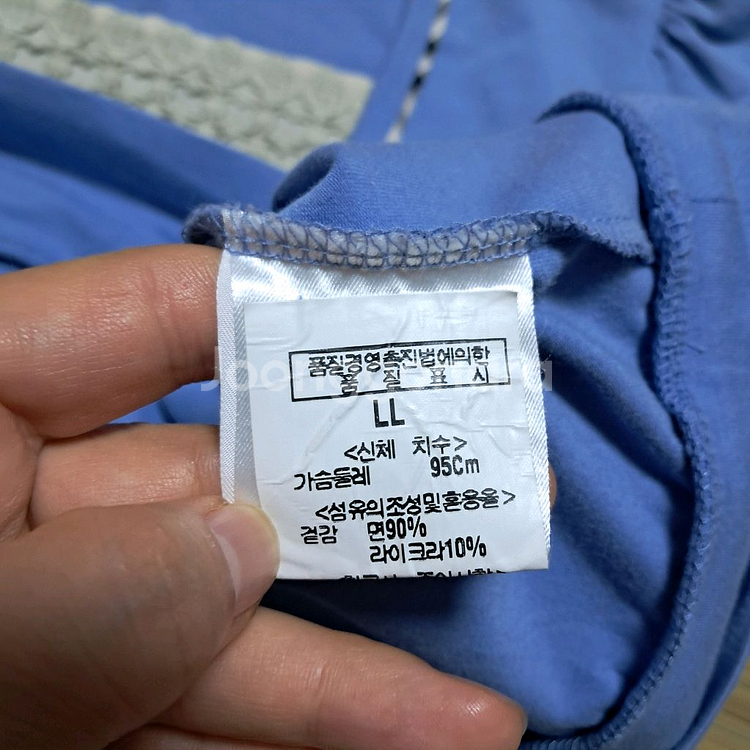 품질경영촉진법에의한
품 질 표 시
LL
<신체 치수>
가슴둘레 95Cm
<섬유의조성및혼용율>
겉감 면90%
라이크라10%